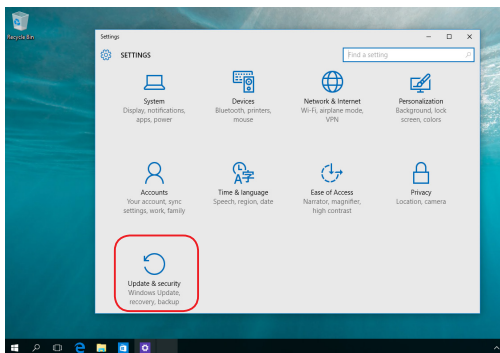 Recycle Bin
Settings
SETTINGS
Find a setting
System
Display, notifications,
apps, power
Devices
Bluetooth, printers,
mouse
Network & Internet
Wi-Fi, airplane mode,
VPN
Personalization
Background, lock
screen, colors
Accounts
Your account, sync
settings, work, family
Time & language
Speech, region, date
Ease of Access
Narrator, magnifier,
high contrast
Privacy
Location, camera
Update & security
Windows Update,
recovery, backup